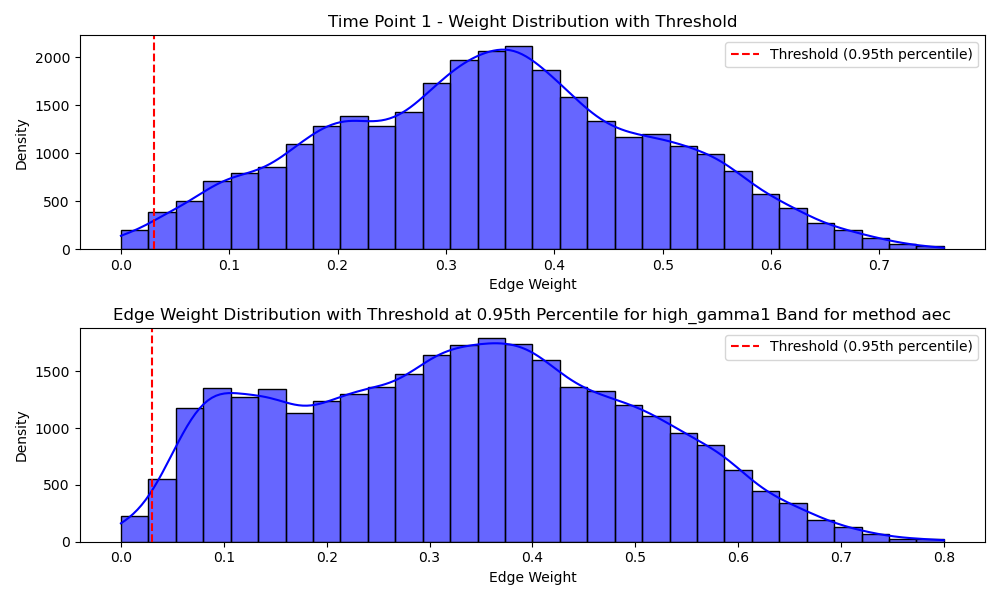 Time Point 1 - Weight Distribution with Threshold
Density
2000
1500
1000
500
0
Threshold (0.95th percentile)
0.0 0.1 0.2 0.3 0.4 0.5 0.6 0.7
Edge Weight
Edge Weight Distribution with Threshold at 0.95th Percentile for high_gamma1 Band for method aec
Density
1500
1000
500
0
Threshold (0.95th percentile)
0.0 0.1 0.2 0.3 0.4 0.5 0.6 0.7 0.8
Edge Weight